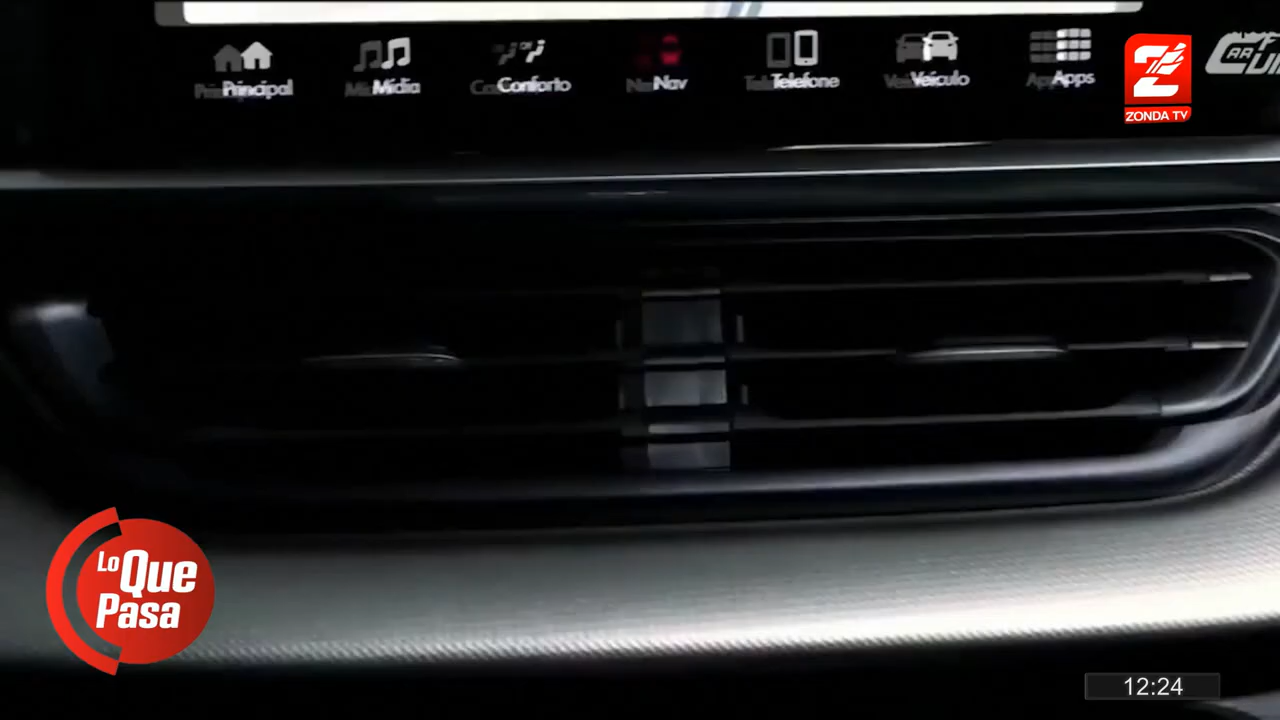 Principal Mídia Conforto Nav Telefone Veículo Apps
ZONDA TV
Lo Que
Pasa
12:24